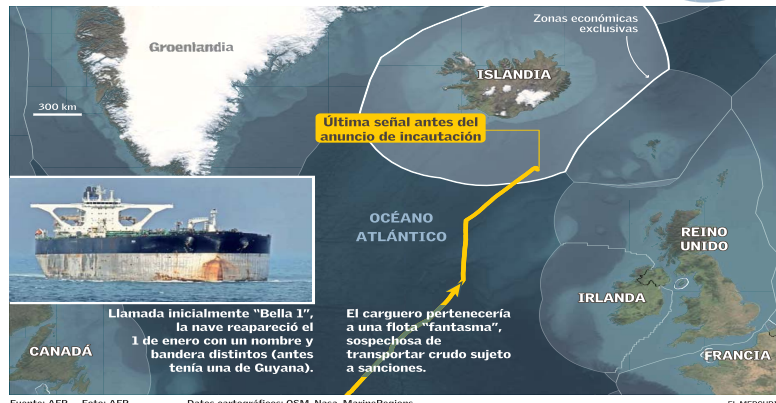 Groenlandia
Zonas económicas
exclusivas
ISLANDIA
300 km
Última señal antes del
anuncio de incautación
OCÉANO
ATLÁNTICO
REINO
UNIDO
IRLANDA
FRANCIA
CANADÁ
Llamada inicialmente "Bella 1",
la nave reapareció el
1 de enero con un nombre y
bandera distintos (antes
tenía una de Guyana).
El carguero pertenecería
a una flota "fantasma",
sospechosa de
transportar crudo sujeto
a sanciones.
Fuente: AFP Foto: AFP Datos cartográficos: OSM, Nasa, MarineRegions